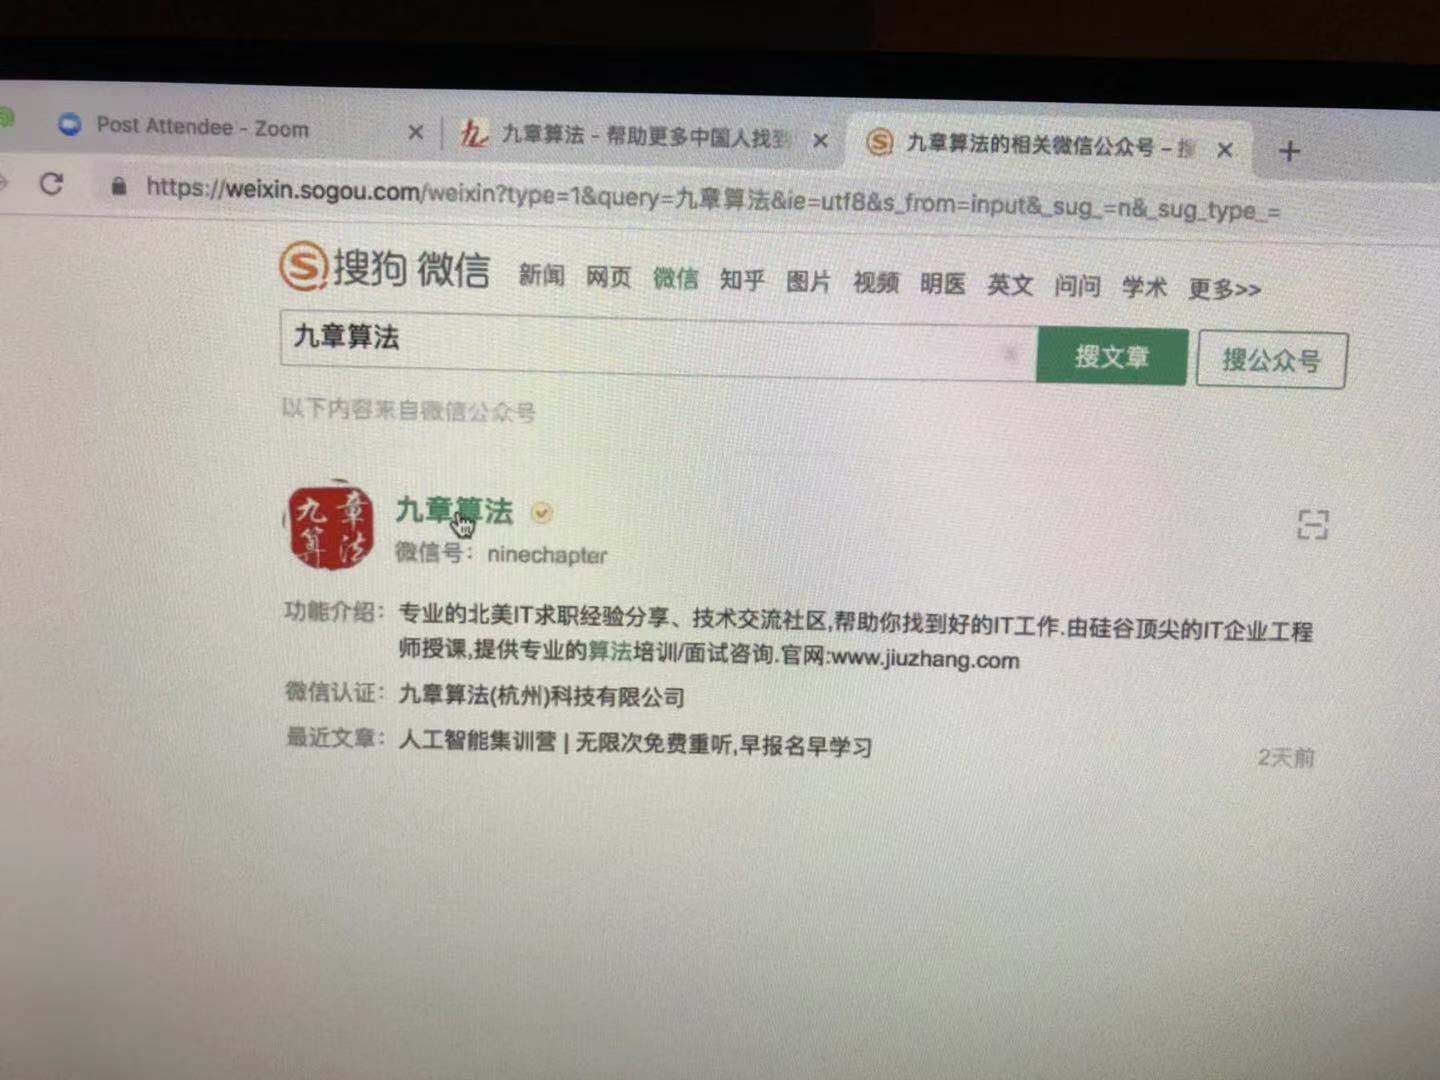 Post Attendee - Zoom
九章算法 - 帮助更多中国人找到
九章算法的相关微信公众号 – 搜
https://weixin.sogou.com/weixin?type=1&query=九章算法&ie=utf8&s_from=input&_sug_=n&_sug_type_=
搜狗 微信 新闻 网页 微信 知乎 图片 视频 明医 英文 问问 学术 更多>>
九章算法 搜文章 搜公众号
以下内容来自微信公众号
九章算法
九章算法
微信号：ninechapter
功能介绍：专业的北美IT求职经验分享、技术交流社区,帮助你找到好的IT工作.由硅谷顶尖的IT企业工程
师授课,提供专业的算法培训/面试咨询.官网:www.jiuzhang.com
微信认证：九章算法(杭州)科技有限公司
最近文章：人工智能集训营 | 无限次免费重听,早报名早学习 2天前